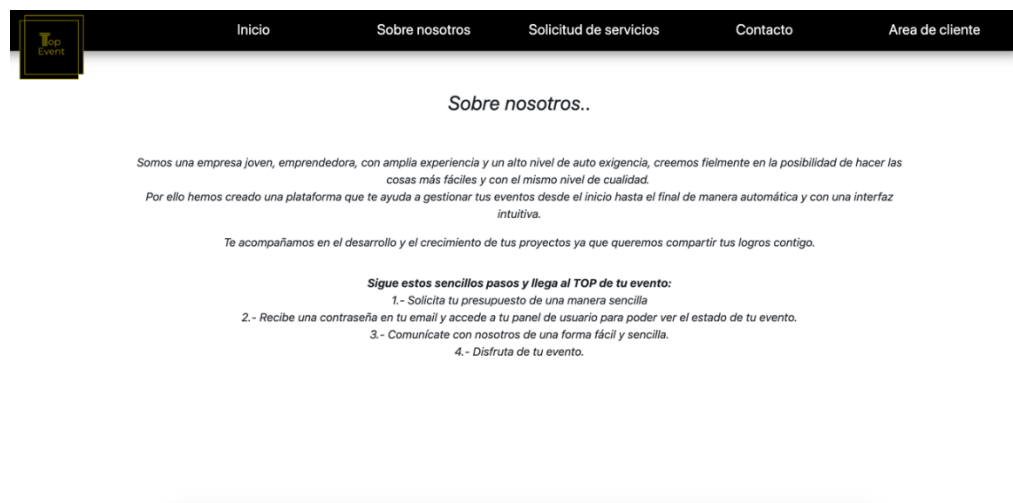 Top
Event
Inicio
Sobre nosotros
Solicitud de servicios
Contacto
Area de cliente
Sobre nosotros..
Somos una empresa joven, emprendedora, con amplia experiencia y un alto nivel de auto exigencia, creemos fielmente en la posibilidad de hacer las
cosas más fáciles y con el mismo nivel de cualidad.
Por ello hemos creado una plataforma que te ayuda a gestionar tus eventos desde el inicio hasta el final de manera automática y con una interfaz
intuitiva.
Te acompañamos en el desarrollo y el crecimiento de tus proyectos ya que queremos compartir tus logros contigo.
Sigue estos sencillos pasos y llega al TOP de tu evento:
1.- Solicita tu presupuesto de una manera sencilla
2.- Recibe una contraseña en tu email y accede a tu panel de usuario para poder ver el estado de tu evento.
3.- Comunícate con nosotros de una forma fácil y sencilla.
4.- Disfruta de tu evento.